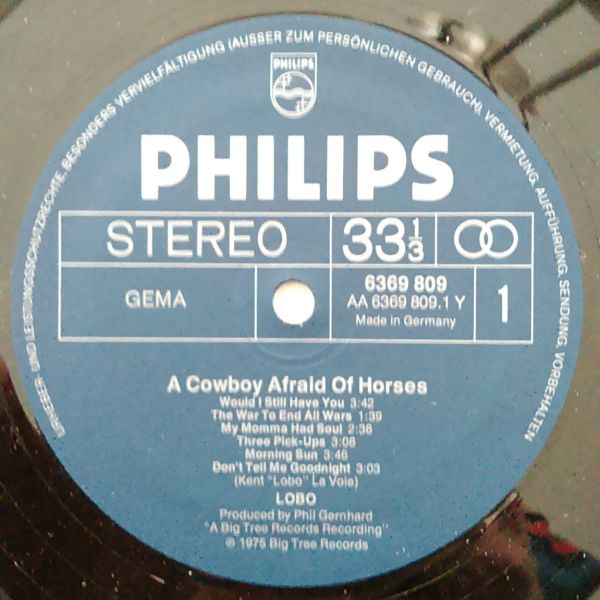 URHEBER- UND LEISTUNGSSCHUTZRECHTE, BESONDERS VERVIELFÄLTIGUNG (AUSSER ZUM PERSÖNLICHEN GEBRAUCH), VERMIETUNG, AUFFÜHRUNG, SENDUNG, VORBEHALTEN
PHILIPS
PHILIPS
STEREO 33 1/3
GEMA
6369 809
AA 6369 809.1 Y
Made in Germany
1
A Cowboy Afraid Of Horses
Would I Still Have You 3:42
The War To End All Wars 1:39
My Momma Had Soul 2:38
Three Pick-Ups 3:06
Morning Sun 3:46
Don't Tell Me Goodnight 3:03
(Kent "Lobo" La Voie)
LOBO
Produced by Phil Gernhard
"A Big Tree Records Recording"
℗ 1975 Big Tree Records